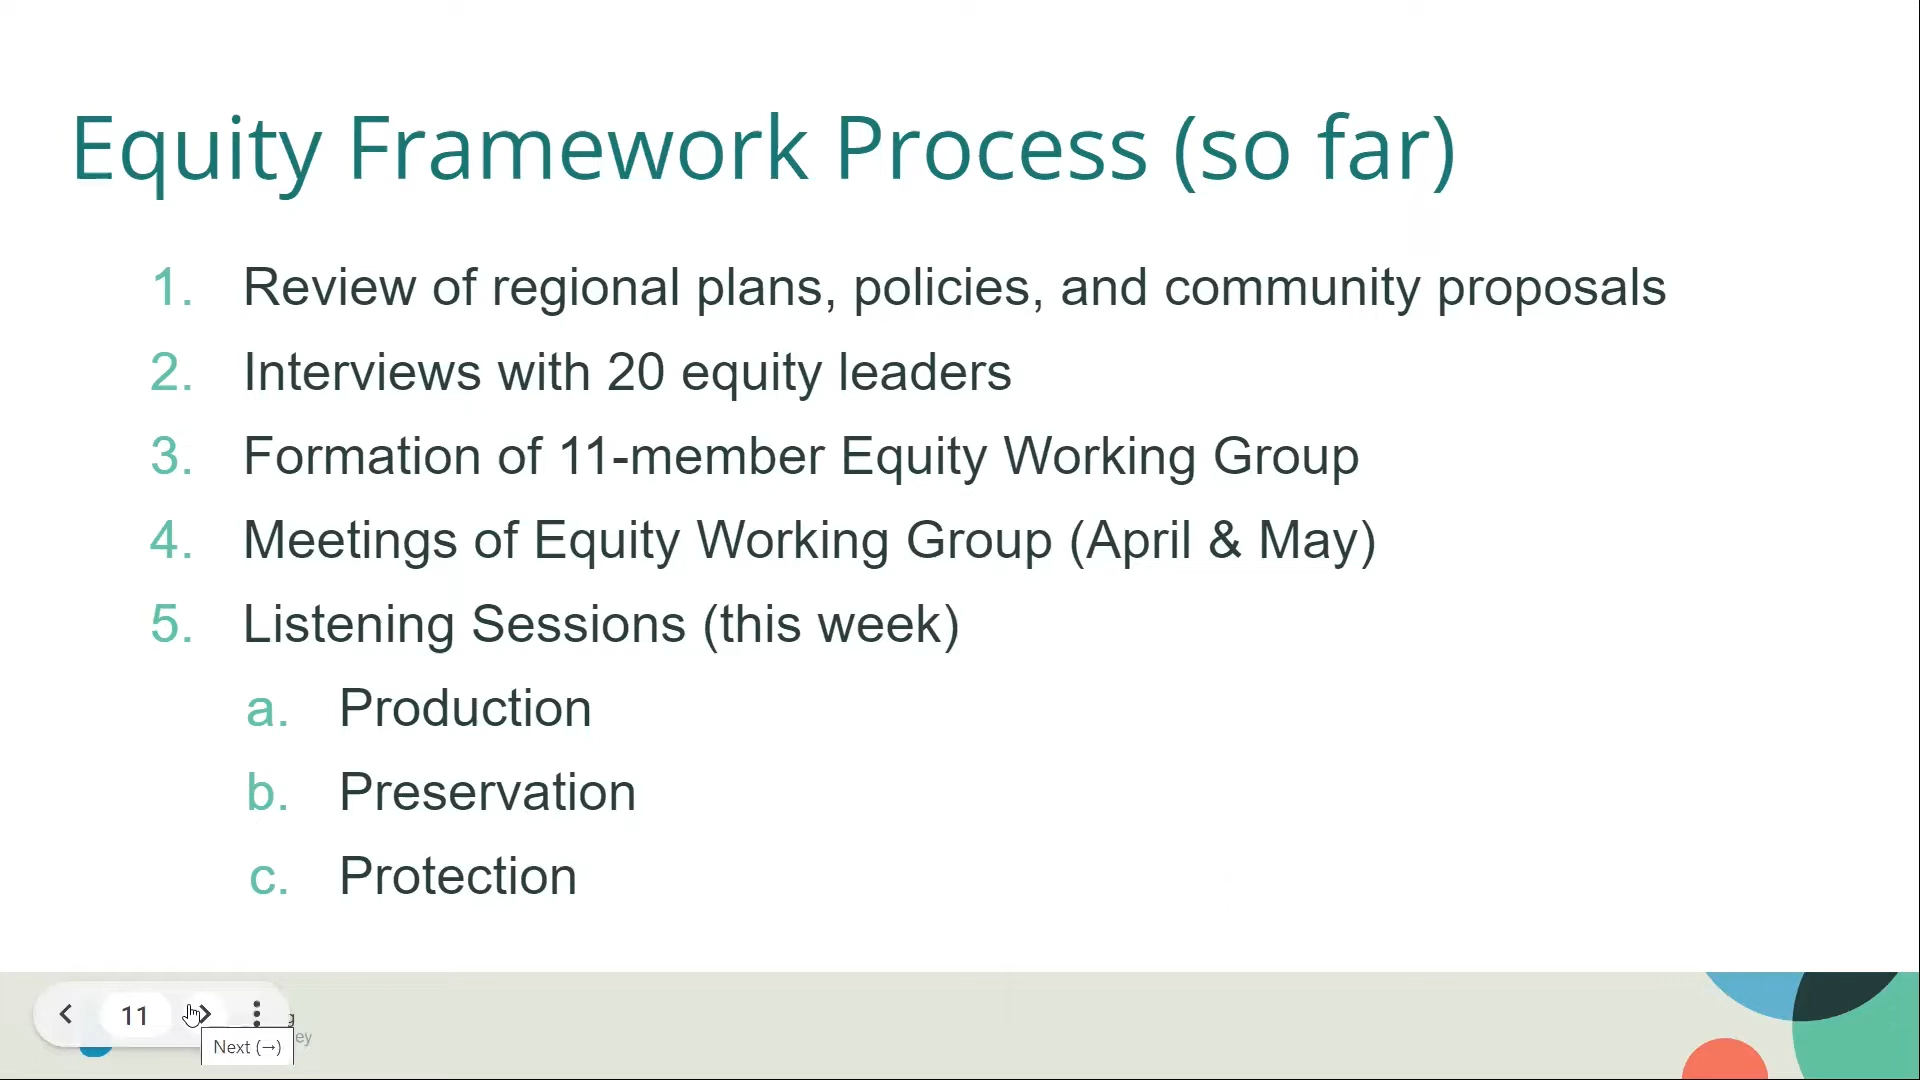 Equity Framework Process (so far)
1. Review of regional plans, policies, and community proposals
2. Interviews with 20 equity leaders
3. Formation of 11-member Equity Working Group
4. Meetings of Equity Working Group (April & May)
5. Listening Sessions (this week)
a. Production
b. Preservation
c. Protection
11
Next (→)